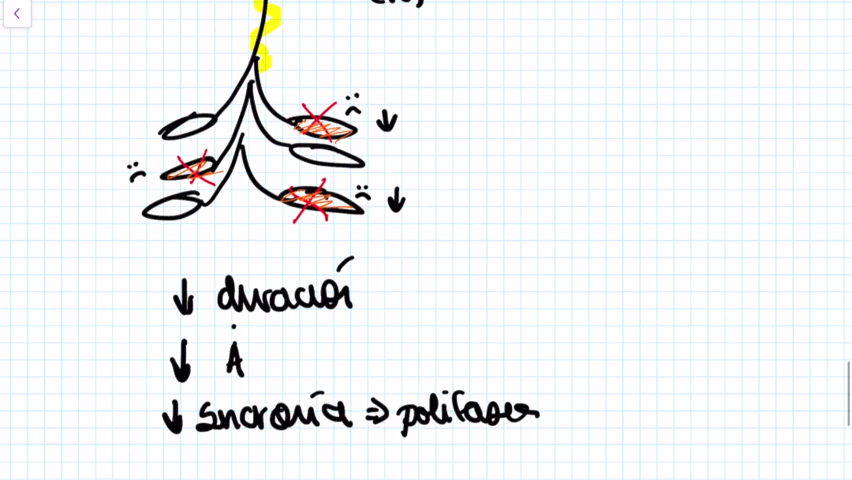 ↓ duración
↓ A
↓ sincronía ⇒ polifases